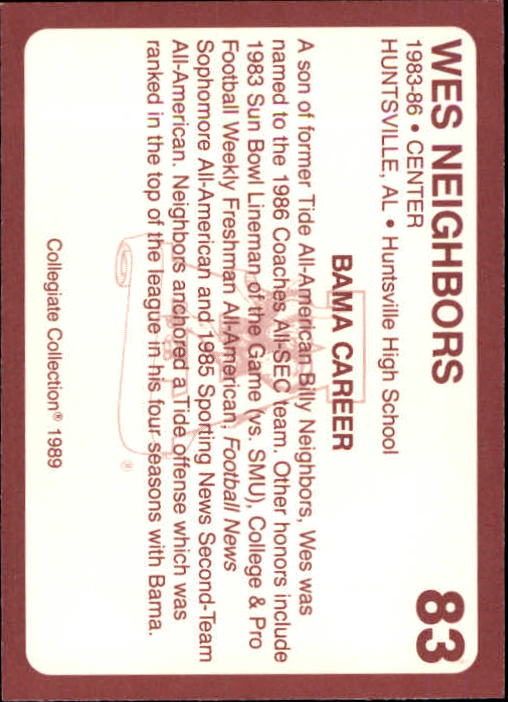 WES NEIGHBORS 83
1983-86 • CENTER
HUNTSVILLE, AL • Huntsville High School
BAMA CAREER
A son of former Tide All-American Billy Neighbors, Wes was
named to the 1986 Coaches All-SEC Team. Other honors include
1983 Sun Bowl Lineman of the Game (vs. SMU), College & Pro
Football Weekly Freshman All-American, Football News
Sophomore All-American and 1985 Sporting News Second-Team
All-American. Neighbors anchored a Tide offense which was
ranked in the top of the league in his four seasons with Bama.
Collegiate Collection® 1989
®